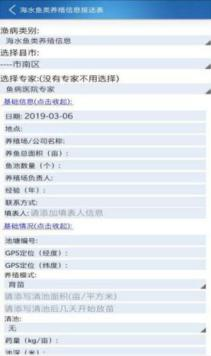 海水鱼类养殖信息报送表
渔病类别:
海水鱼类养殖信息
选择县市:
----市南区
选择专家:(没有专家不用选择)
鱼病医院专家
基础信息(点击收起):
日期: 2019-03-06
地点:
养殖场/公司名称:
养鱼总面积（亩）:
鱼池数量（个）:
养殖场负责人:
经验（年）:
联系方式:
填表人: 请添加填表人信息
基础情况(点击收起):
池塘编号:
GPS定位（经度）:
GPS定位（纬度）:
养殖模式:
育苗
请添写清池面积(亩/平方米)
请添写清池后几天开始放苗
清池:
无
药量（kg/亩）:
池深（米）: